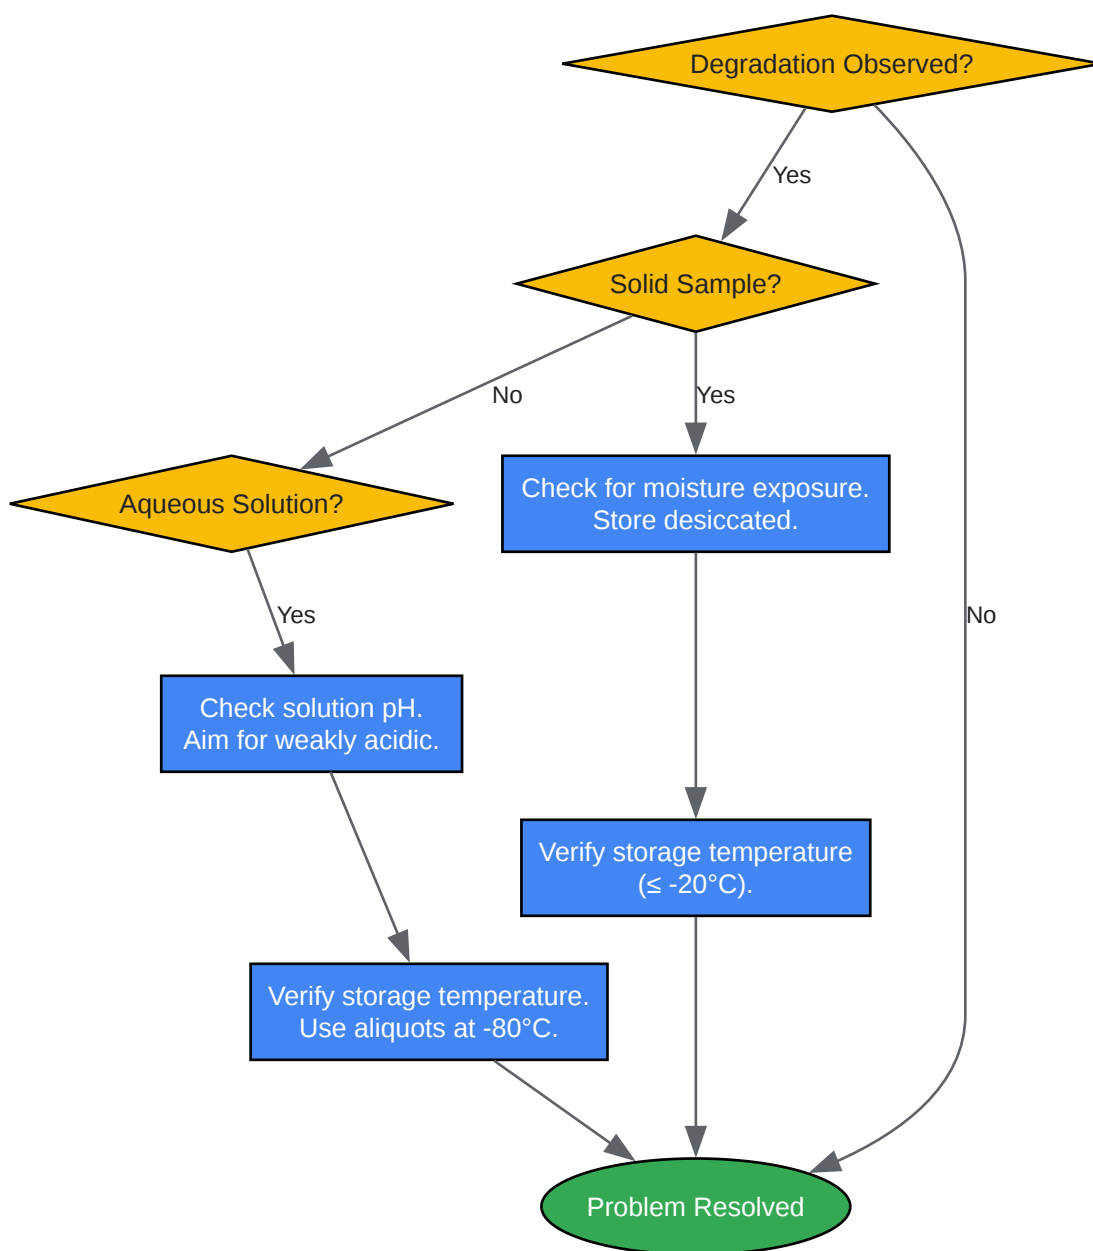 Degradation Observed?
Yes
Solid Sample?
No
Yes
Aqueous Solution?
Check for moisture exposure.
Store desiccated.
Yes
No
Check solution pH.
Aim for weakly acidic.
Verify storage temperature
(≤ -20°C).
Verify storage temperature.
Use aliquots at -80°C.
Problem Resolved